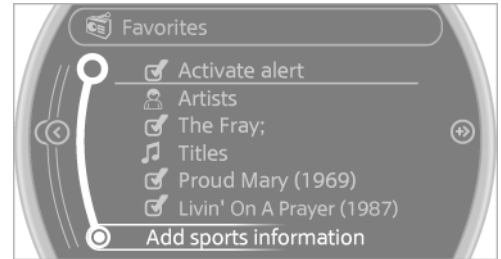 Favorites
Activate alert
Artists
The Fray;
Titles
Proud Mary (1969)
Livin' On A Prayer (1987)
Add sports information